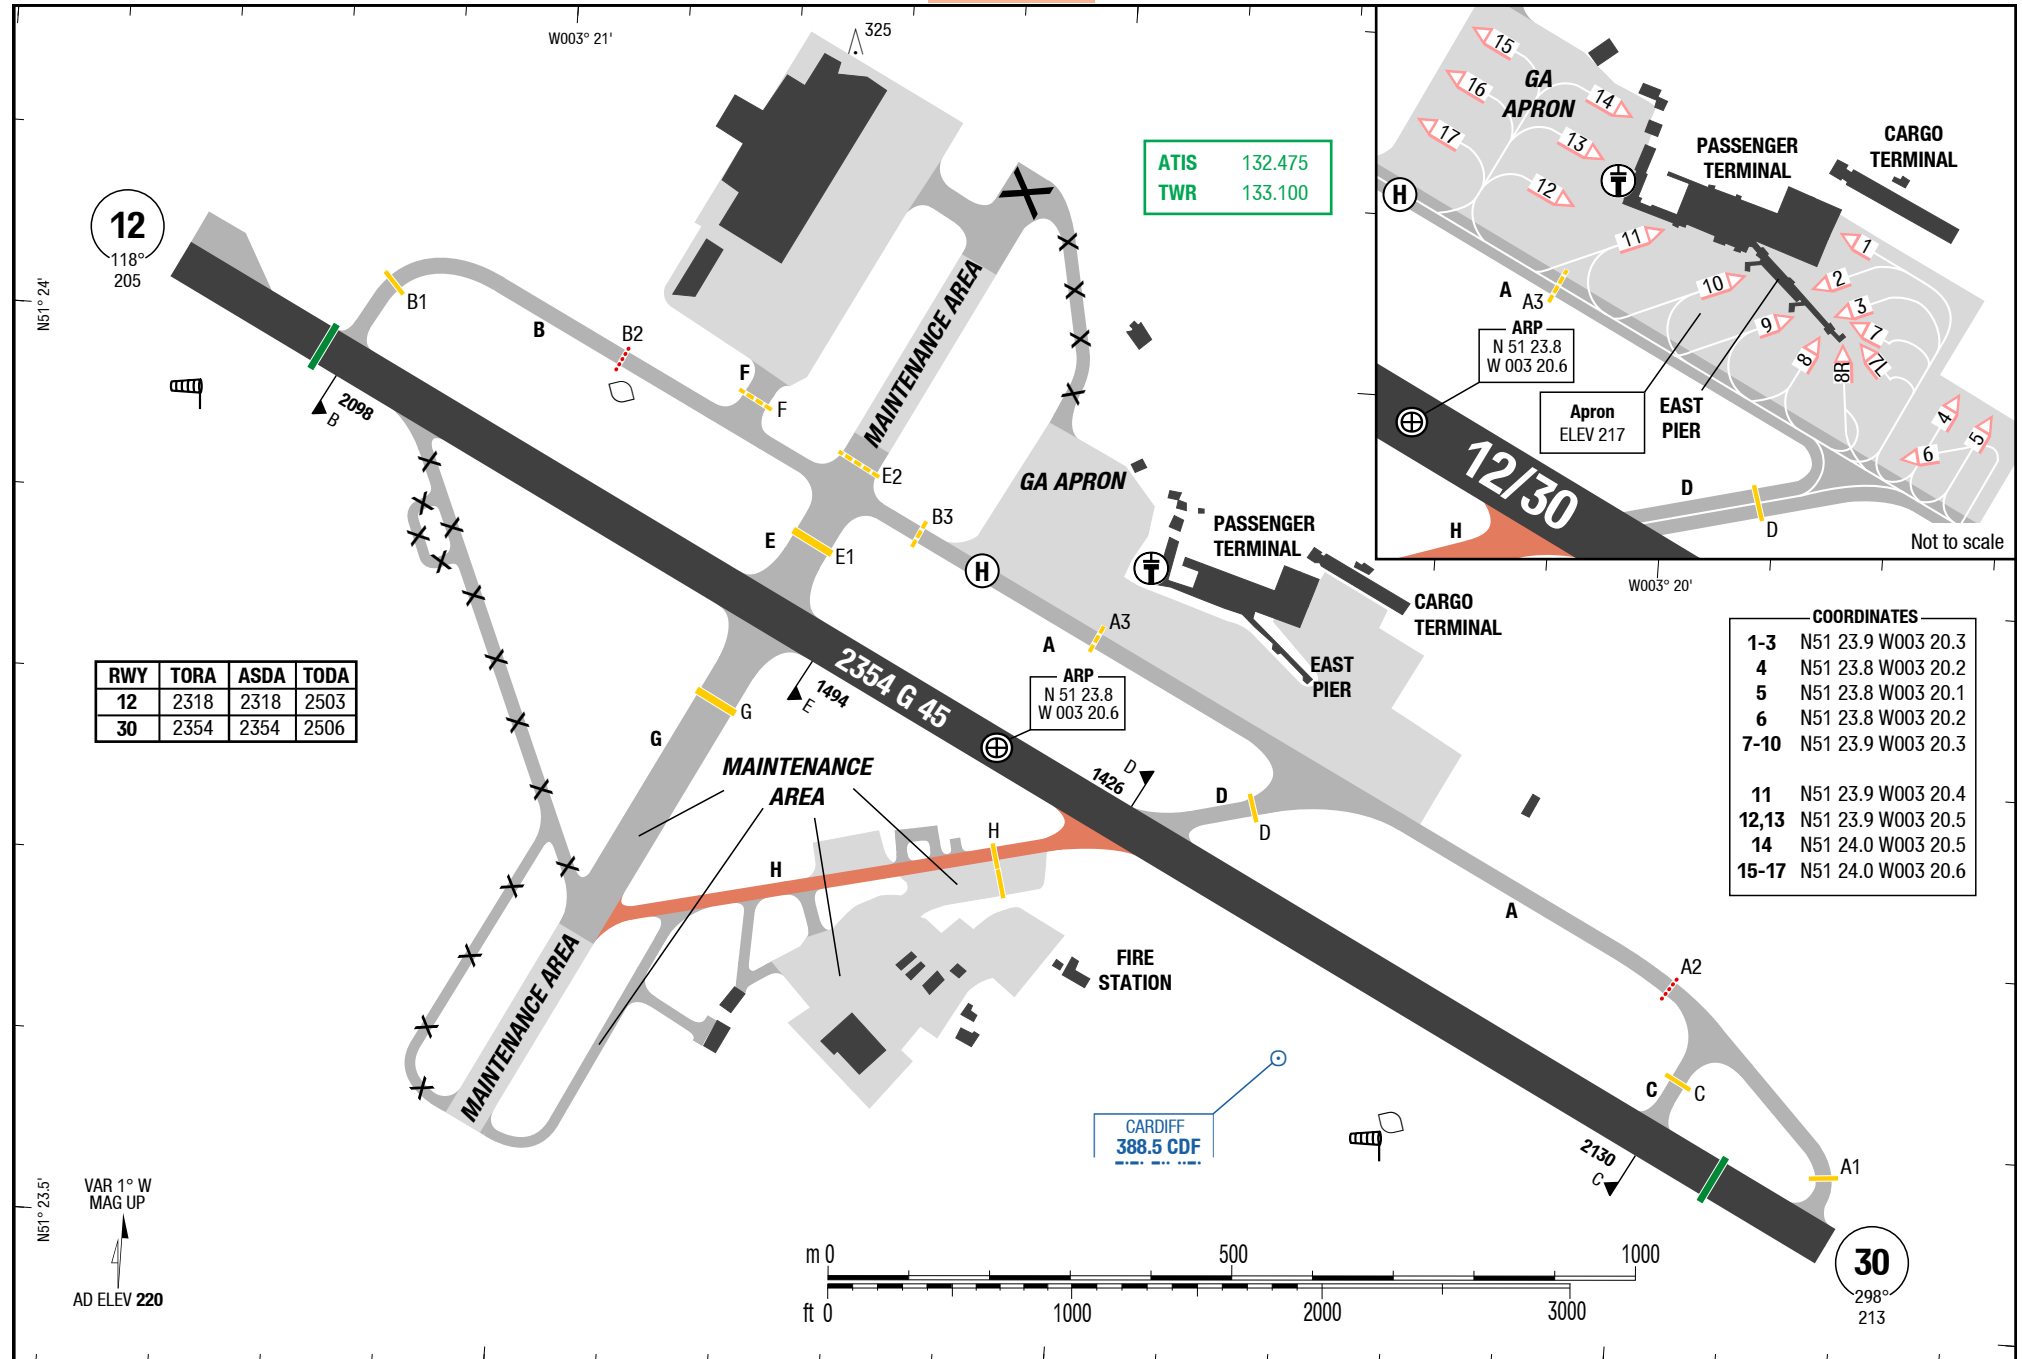 W003° 21'
325
12
118°
205
N51° 24'
B1
B
B2
F
F
2098
B
MAINTENANCE AREA
E2
B3
E
E1
GA APRON
H
ATIS 132.475
TWR 133.100
PASSENGER
TERMINAL
CARGO
TERMINAL
EAST
PIER
A3
A
ARP
N 51 23.8
W 003 20.6
2354 G 45
1494
E
G
G
RWY TORA ASDA TODA
12 2318 2318 2503
30 2354 2354 2506
MAINTENANCE
AREA
1426
D
D
D
H
H
A
MAINTENANCE AREA
FIRE
STATION
A2
C
C
CARDIFF
388.5 CDF
2130
C
A1
N51° 23.5'
VAR 1° W
MAG UP
AD ELEV 220
m 0 500 1000
ft 0 1000 2000 3000
30
298°
213
15
16
17
GA
APRON
14
13
12
11
10
9
8
8R
7L
7
3
2
1
4
5
6
PASSENGER
TERMINAL
CARGO
TERMINAL
H
A
A3
ARP
N 51 23.8
W 003 20.6
Apron
ELEV 217
EAST
PIER
12/30
H
D
D
Not to scale
W003° 20'
COORDINATES
1-3 N51 23.9 W003 20.3
4 N51 23.8 W003 20.2
5 N51 23.8 W003 20.1
6 N51 23.8 W003 20.2
7-10 N51 23.9 W003 20.3
11 N51 23.9 W003 20.4
12,13 N51 23.9 W003 20.5
14 N51 24.0 W003 20.5
15-17 N51 24.0 W003 20.6